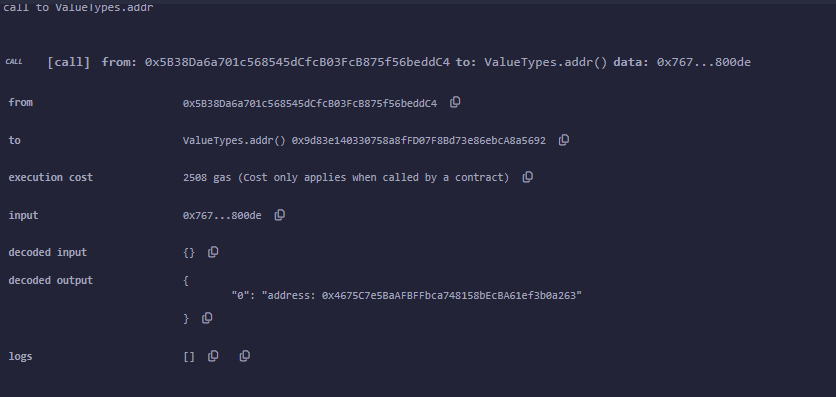 call to ValueTypes.addr
CALL [call] from: 0x5B38Da6a701c568545dCfcB03FcB875f56beddC4 to: ValueTypes.addr() data: 0x767...800de
from 0x5B38Da6a701c568545dCfcB03FcB875f56beddC4
to ValueTypes.addr() 0x9d83e140330758a8fFD07F8Bd73e86ebcA8a5692
execution cost 2508 gas (Cost only applies when called by a contract)
input 0x767...800de
decoded input {}
decoded output {
"0": "address: 0x4675C7e5BaAFBFFbca748158bEcBA61ef3b0a263"
}
logs []